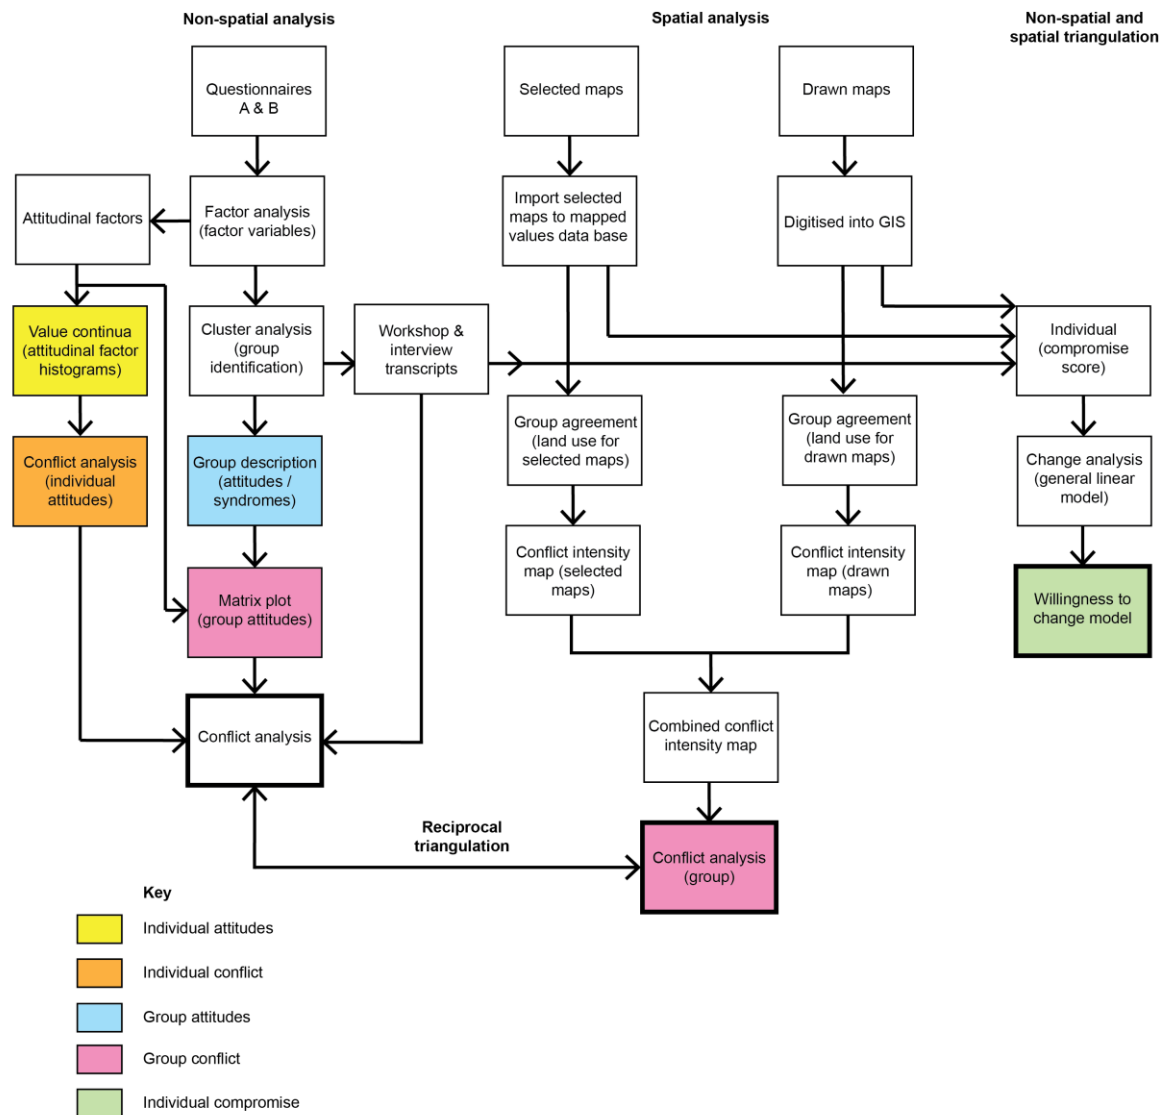 Non-spatial analysis
Spatial analysis
Non-spatial and
spatial triangulation
Questionnaires
A & B
Selected maps
Drawn maps
Attitudinal factors
Factor analysis
(factor variables)
Import selected
maps to mapped
values data base
Digitised into GIS
Value continua
(attitudinal factor
histograms)
Cluster analysis
(group
identification)
Workshop &
interview
transcripts
Individual
(compromise
score)
Group agreement
(land use for
selected maps)
Group agreement
(land use for
drawn maps)
Conflict analysis
(individual
attitudes)
Group description
(attitudes /
syndromes)
Change analysis
(general linear
model)
Conflict intensity
map (selected
maps)
Conflict intensity
map (drawn
maps)
Matrix plot
(group attitudes)
Willingness to
change model
Conflict analysis
Combined conflict
intensity map
Reciprocal
triangulation
Conflict analysis
(group)
Key
Individual attitudes
Individual conflict
Group attitudes
Group conflict
Individual compromise